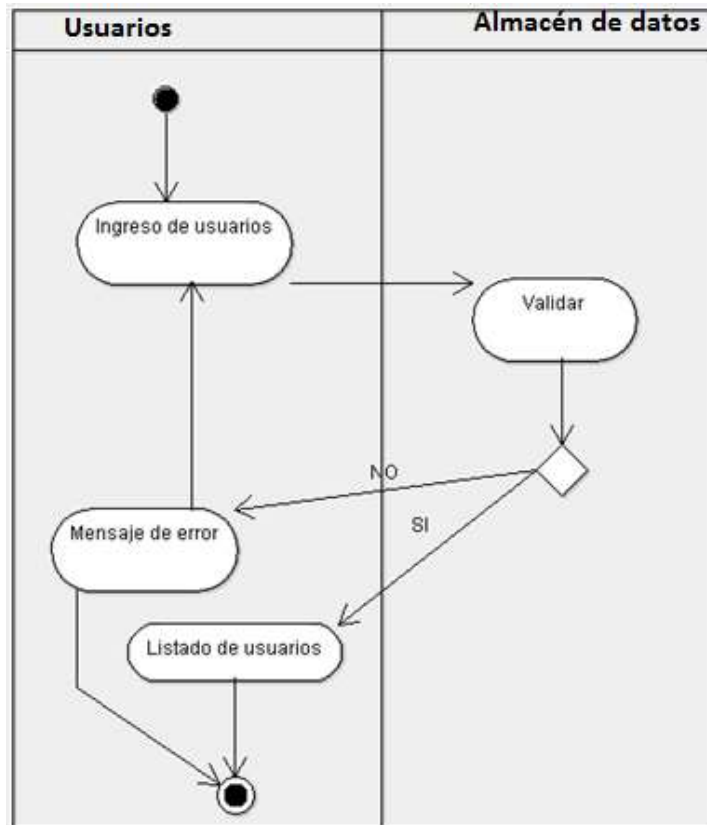 Usuarios
Almacén de datos
Ingreso de usuarios
Validar
NO
Mensaje de error
SI
Listado de usuarios